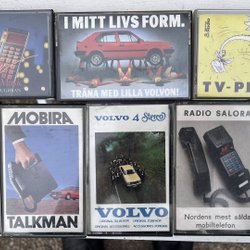 I MITT LIVS FORM.
TRÄNA MED LILLA VOLVON!
TV-P
MOBIRA
TALKMAN
VOLVO 4 Stereo
VOLVO
RADIO SALORA
Nordens mest sålda
mobiltelefon